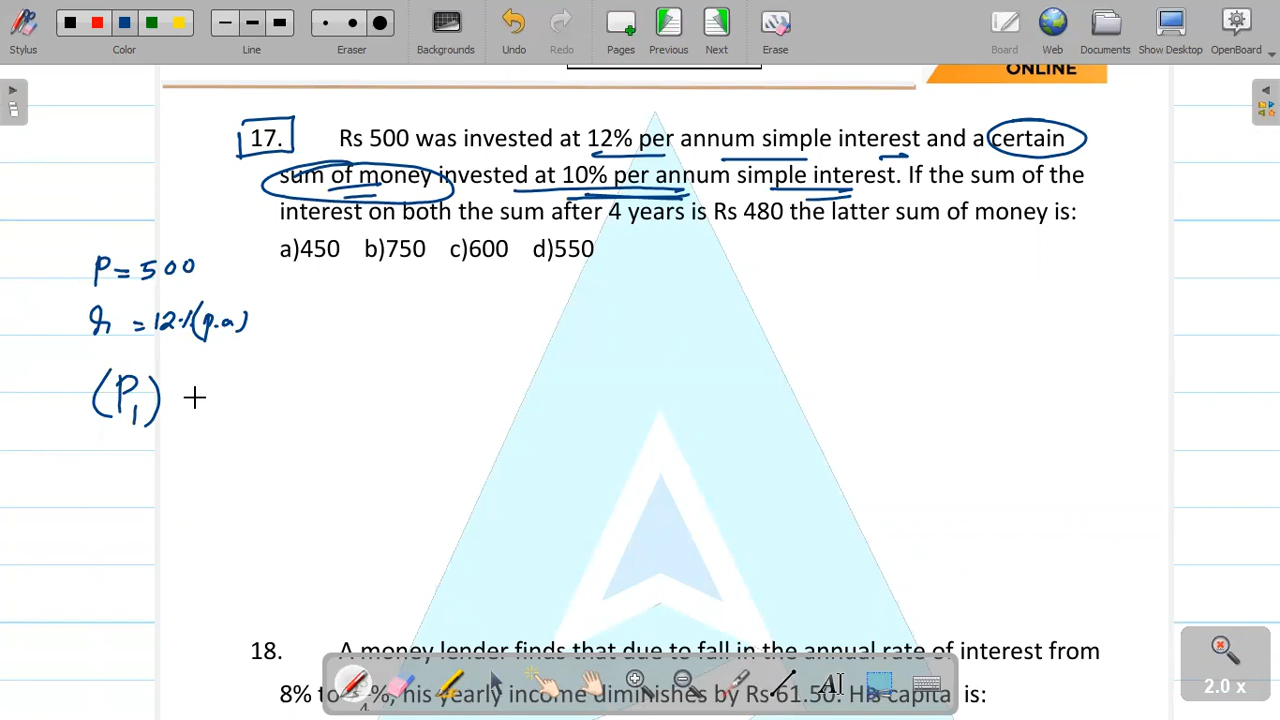 Stylus
Color
Line
Eraser
Backgrounds
Undo
Redo
Pages
Previous
Next
Erase
Board
Web
Documents
Show Desktop
OpenBoard
ONLINE
17. Rs 500 was invested at 12% per annum simple interest and a certain
sum of money invested at 10% per annum simple interest. If the sum of the
interest on both the sum after 4 years is Rs 480 the latter sum of money is:
a)450 b)750 c)600 d)550
P = 500
r = 12%(p.a)
(P1)
18. A money lender finds that due to fall in the annual rate of interest from
8% to 4%, his yearly income diminishes by Rs 61.50. His capital is:
2.0 x